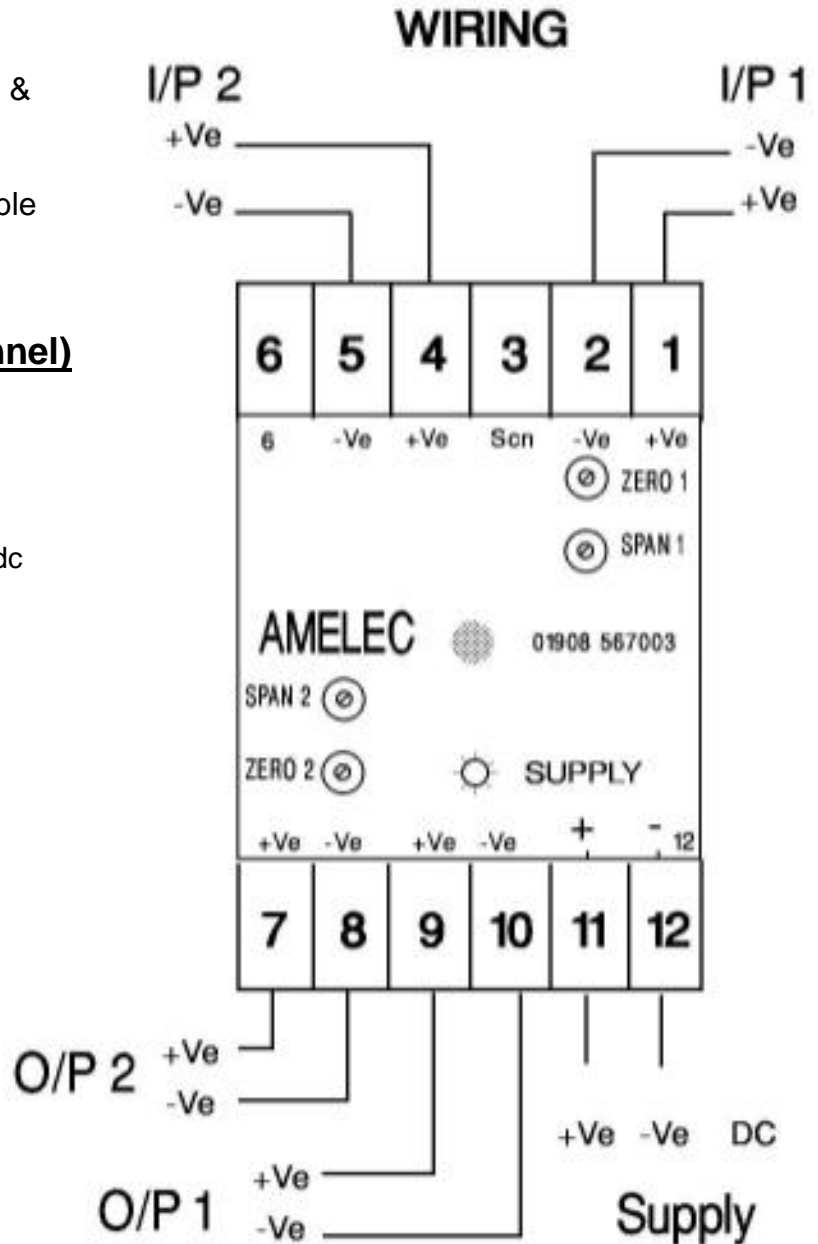 WIRING
&
I/P 2 I/P 1
+Ve -Ve
ple
-Ve +Ve
nnel)
6 5 4 3 2 1
6 -Ve +Ve Scn -Ve +Ve
ZERO 1
dc
SPAN 1
AMELEC 01908 567003
SPAN 2
ZERO 2 SUPPLY
+Ve -Ve +Ve -Ve + - 12
7 8 9 10 11 12
O/P 2 +Ve
-Ve
+Ve -Ve DC
O/P 1 +Ve
-Ve
Supply